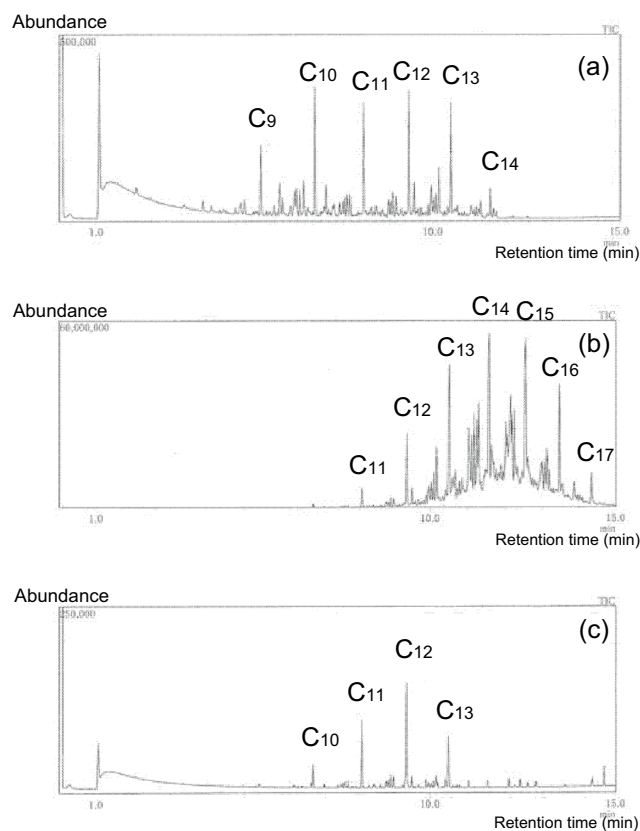 Abundance
TIC
500,000
(a)
C9
C10
C11
C12
C13
C14
1.0
10.0
15.0
min
Retention time (min)
Abundance
TIC
60,000,000
(b)
C11
C12
C13
C14
C15
C16
C17
1.0
10.0
15.0
min
Retention time (min)
Abundance
TIC
250,000
(c)
C10
C11
C12
C13
1.0
10.0
15.0
min
Retention time (min)